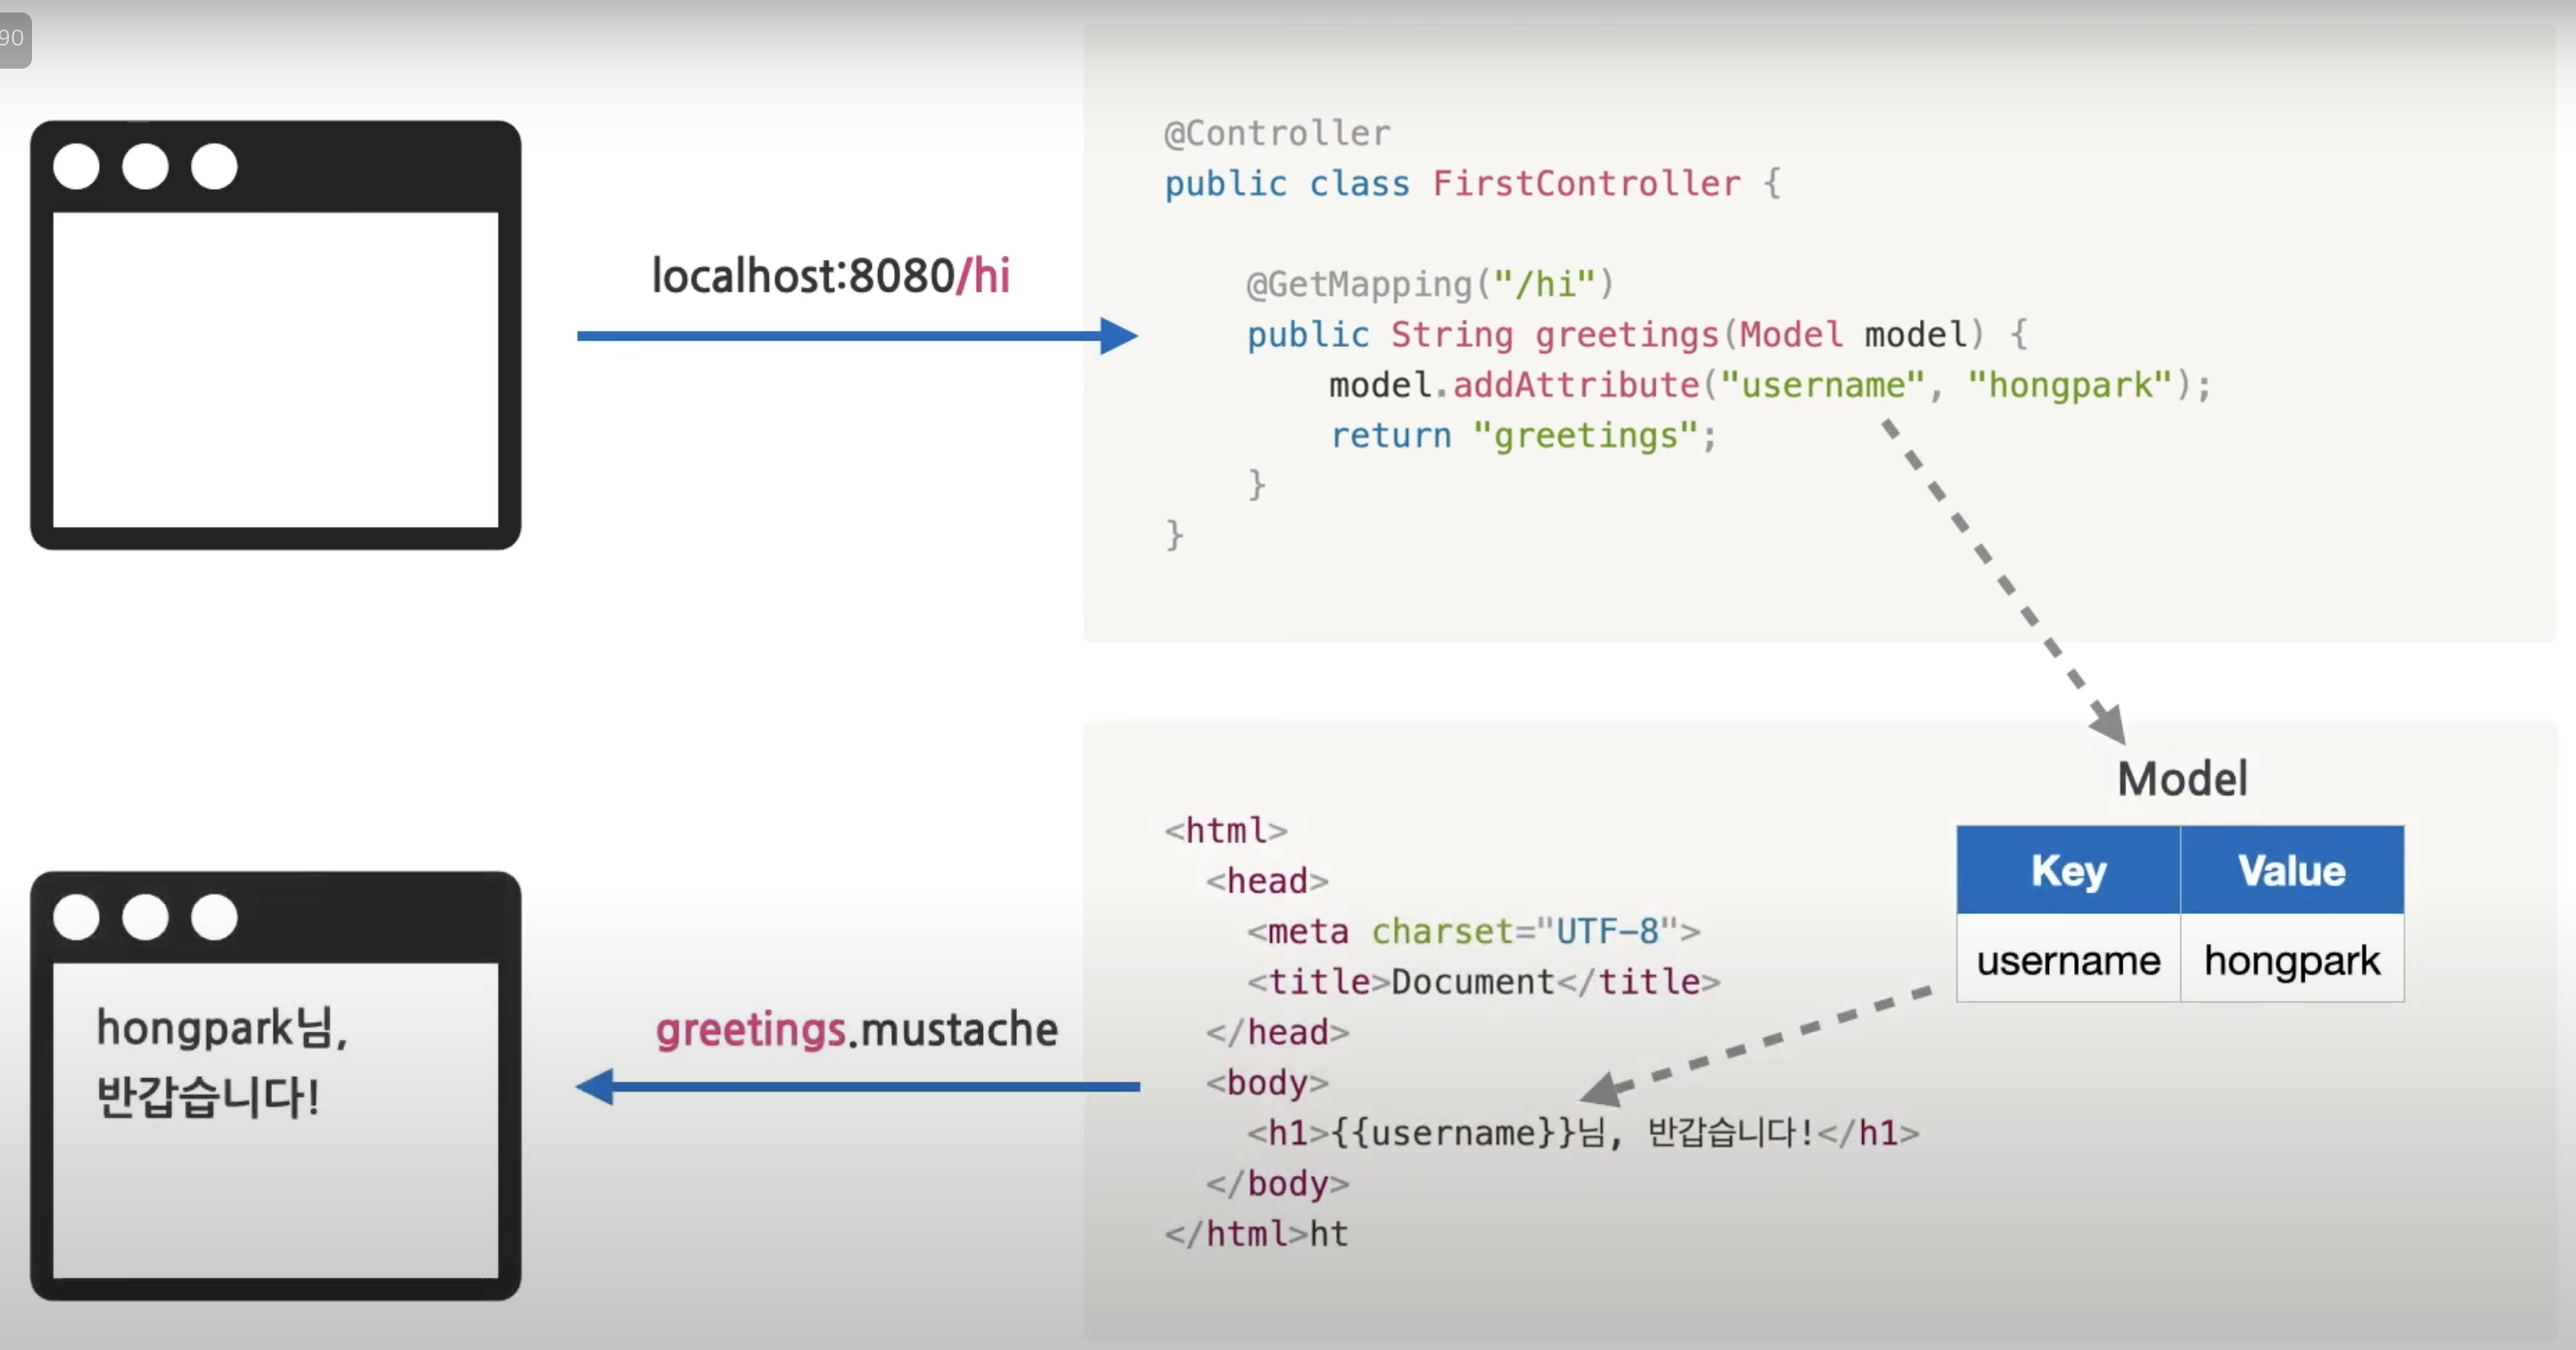 90
localhost:8080/hi
@Controller
public class FirstController {
@GetMapping("/hi")
public String greetings(Model model) {
model.addAttribute("username", "hongpark");
return "greetings";
}
}
Model
Key Value
username hongpark
<html>
<head>
<meta charset="UTF-8">
<title>Document</title>
</head>
<body>
<h1>{{username}}님, 반갑습니다!</h1>
</body>
</html>ht
greetings.mustache
hongpark님,
반갑습니다!